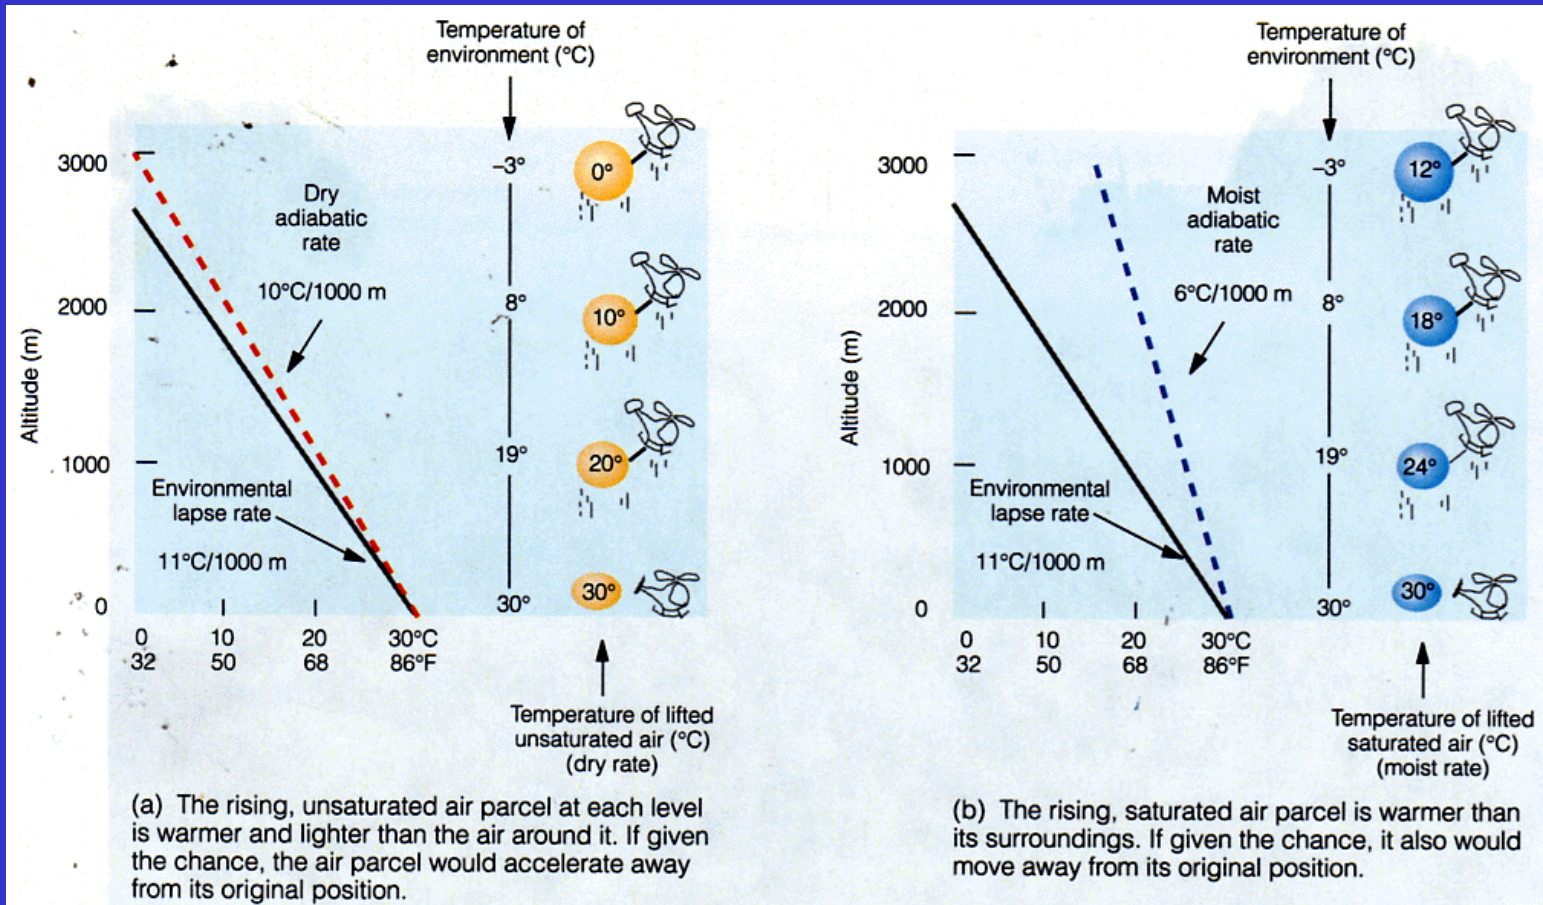 Temperature of
environment (°C)
3000
2000
1000
0
Altitude (m)
Dry
adiabatic
rate
10°C/1000 m
Environmental
lapse rate
11°C/1000 m
0 10 20 30°C
32 50 68 86°F
–3°
8°
19°
30°
0°
10°
20°
30°
Temperature of lifted
unsaturated air (°C)
(dry rate)
(a) The rising, unsaturated air parcel at each level
is warmer and lighter than the air around it. If given
the chance, the air parcel would accelerate away
from its original position.
Temperature of
environment (°C)
3000
2000
1000
0
Altitude (m)
Moist
adiabatic
rate
6°C/1000 m
Environmental
lapse rate
11°C/1000 m
0 10 20 30°C
32 50 68 86°F
–3°
8°
19°
30°
12°
18°
24°
30°
Temperature of lifted
saturated air (°C)
(moist rate)
(b) The rising, saturated air parcel is warmer than
its surroundings. If given the chance, it also would
move away from its original position.